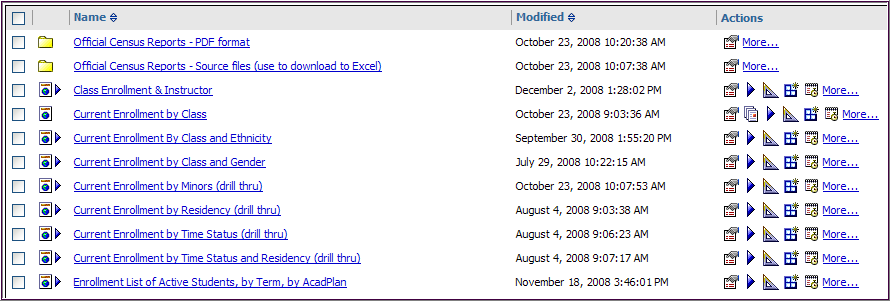 Name Modified Actions
Official Census Reports - PDF format October 23, 2008 10:20:38 AM More...
Official Census Reports - Source files (use to download to Excel) October 23, 2008 10:07:38 AM More...
Class Enrollment & Instructor December 2, 2008 1:28:02 PM More...
Current Enrollment by Class October 23, 2008 9:03:36 AM More...
Current Enrollment By Class and Ethnicity September 30, 2008 1:55:20 PM More...
Current Enrollment by Class and Gender July 29, 2008 10:22:15 AM More...
Current Enrollment by Minors (drill thru) October 23, 2008 10:07:53 AM More...
Current Enrollment by Residency (drill thru) August 4, 2008 9:03:38 AM More...
Current Enrollment by Time Status (drill thru) August 4, 2008 9:06:23 AM More...
Current Enrollment by Time Status and Residency (drill thru) August 4, 2008 9:07:17 AM More...
Enrollment List of Active Students, by Term, by AcadPlan November 18, 2008 3:46:01 PM More...